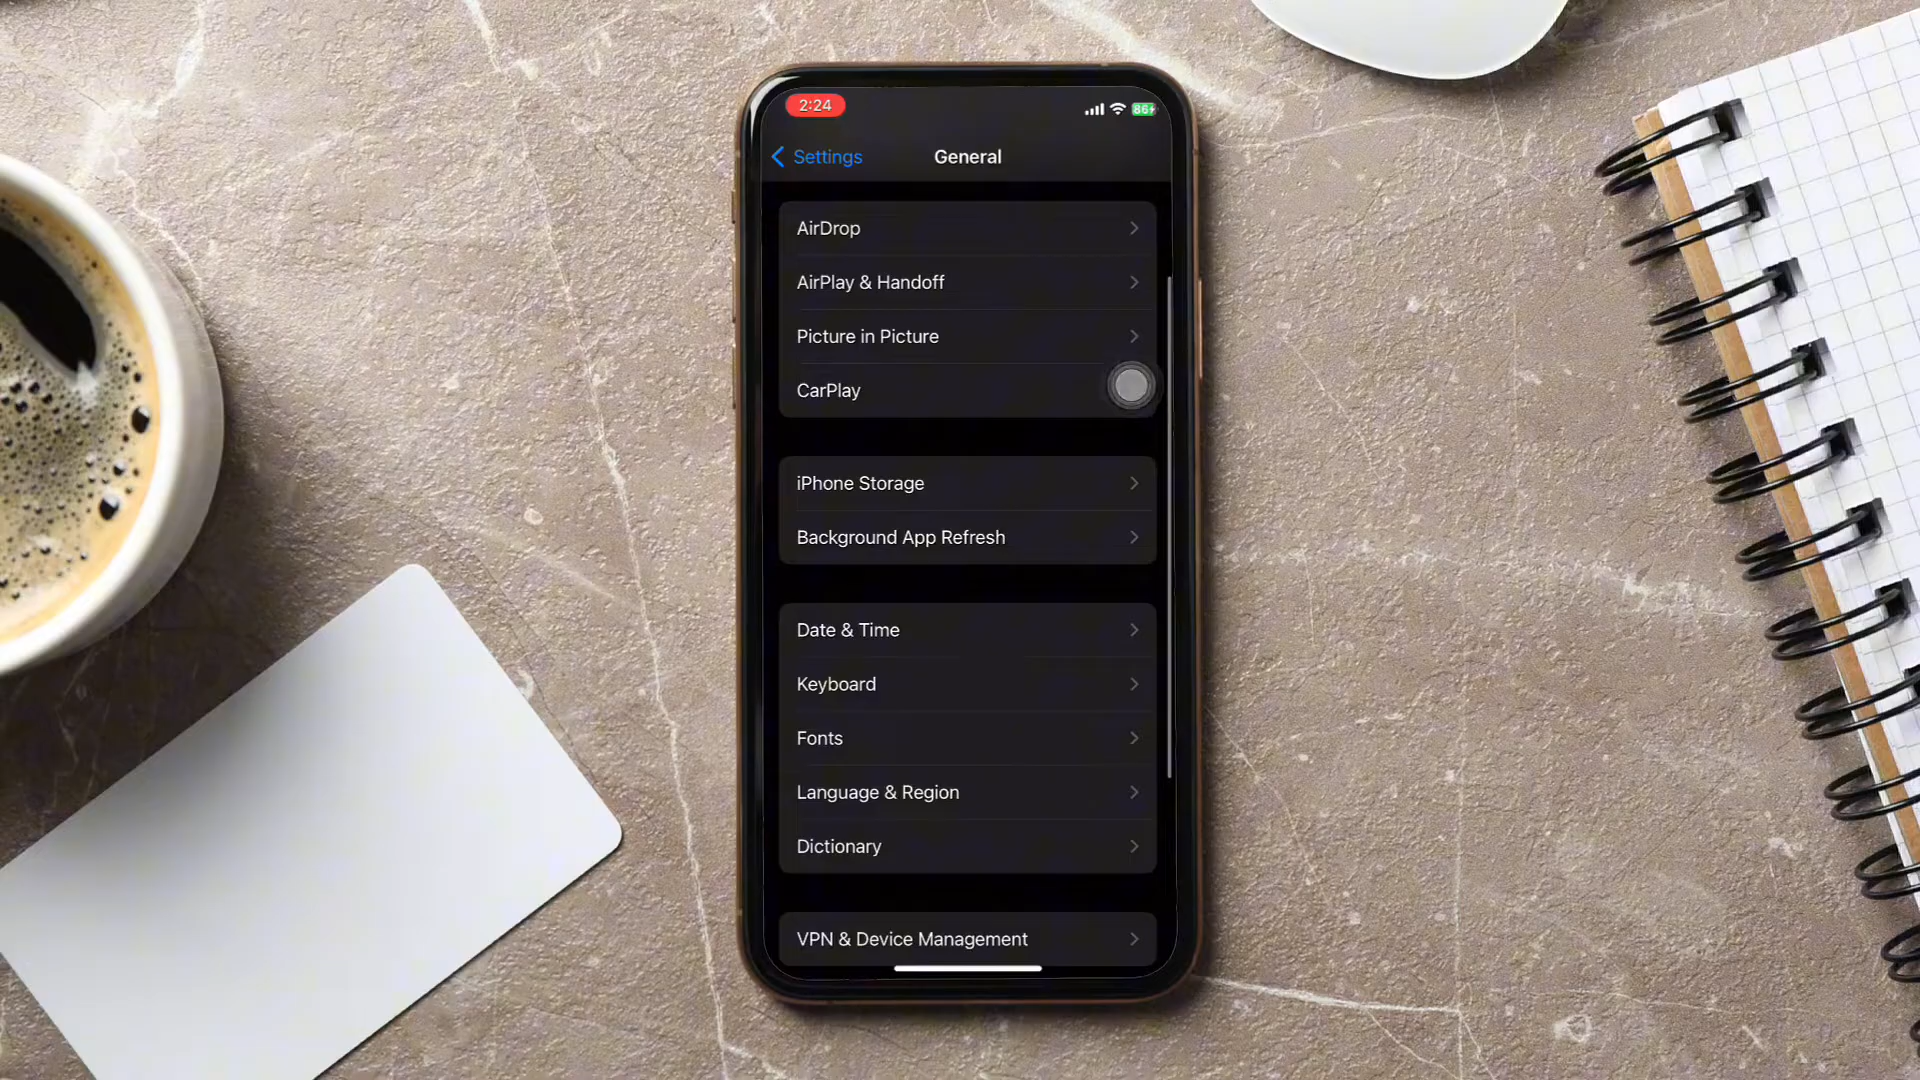 2:24
86
Settings
General
AirDrop
AirPlay & Handoff
Picture in Picture
CarPlay
iPhone Storage
Background App Refresh
Date & Time
Keyboard
Fonts
Language & Region
Dictionary
VPN & Device Management